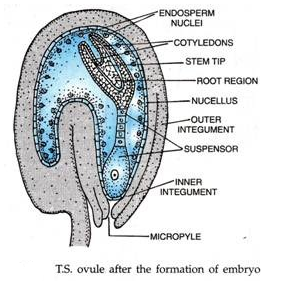 ENDOSPERM
NUCLEI
COTYLEDONS
STEM TIP
ROOT REGION
NUCELLUS
OUTER
INTEGUMENT
SUSPENSOR
INNER
INTEGUMENT
MICROPYLE
T.S. ovule after the formation of embryo